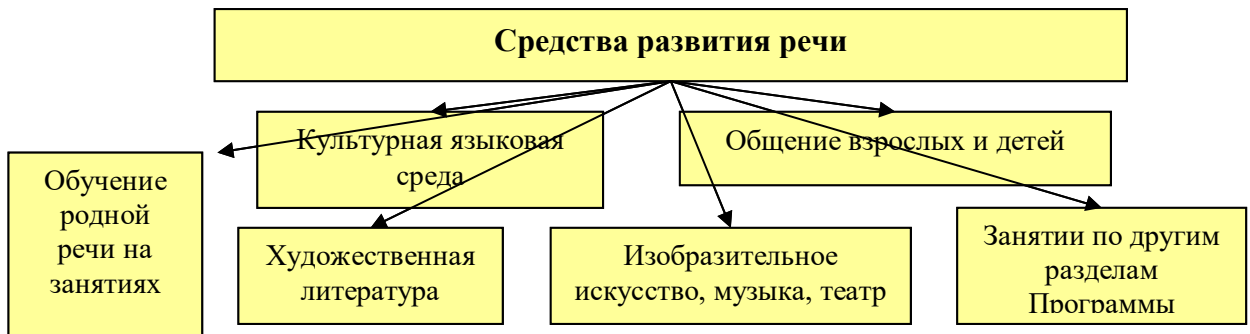 Средства развития речи
Культурная языковая
среда
Общение взрослых и детей
Обучение
родной
речи на
занятиях
Художественная
литература
Изобразительное
искусство, музыка, театр
Занятии по другим
разделам
Программы